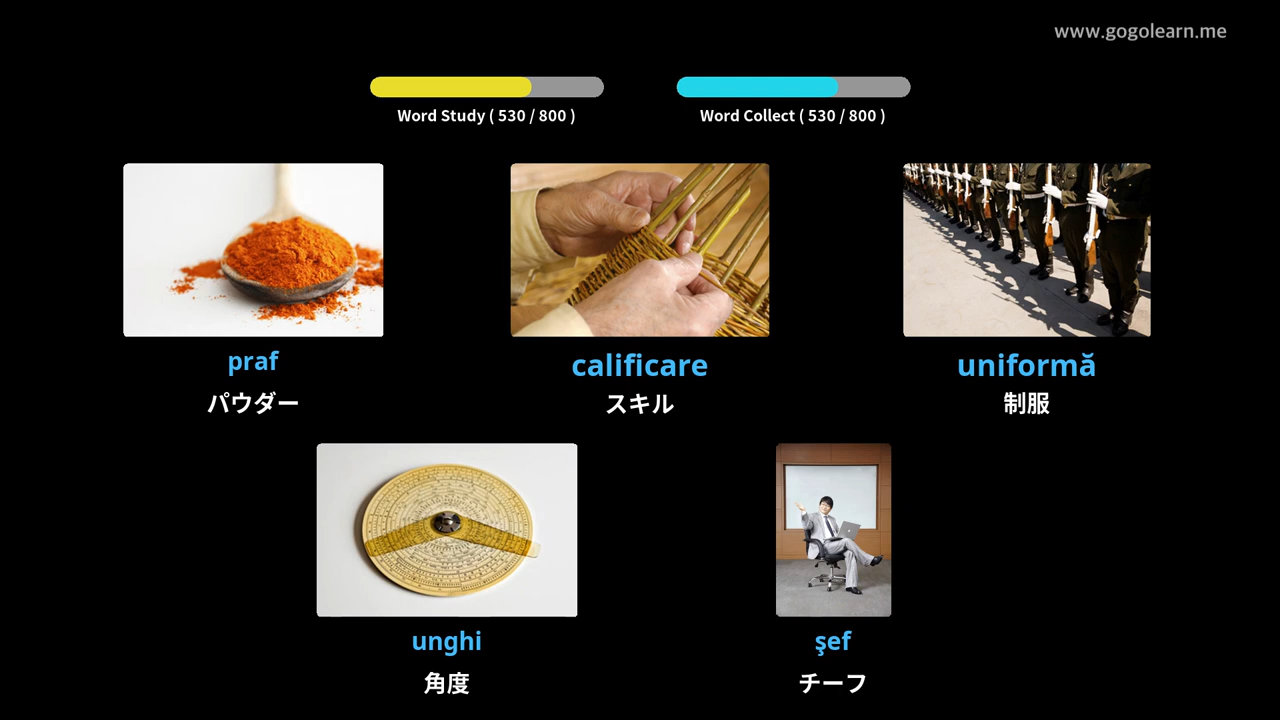 www.gogolearn.me
Word Study ( 530 / 800 )
Word Collect ( 530 / 800 )
praf
パウダー
calificare
スキル
uniformă
制服
unghi
角度
şef
チーフ